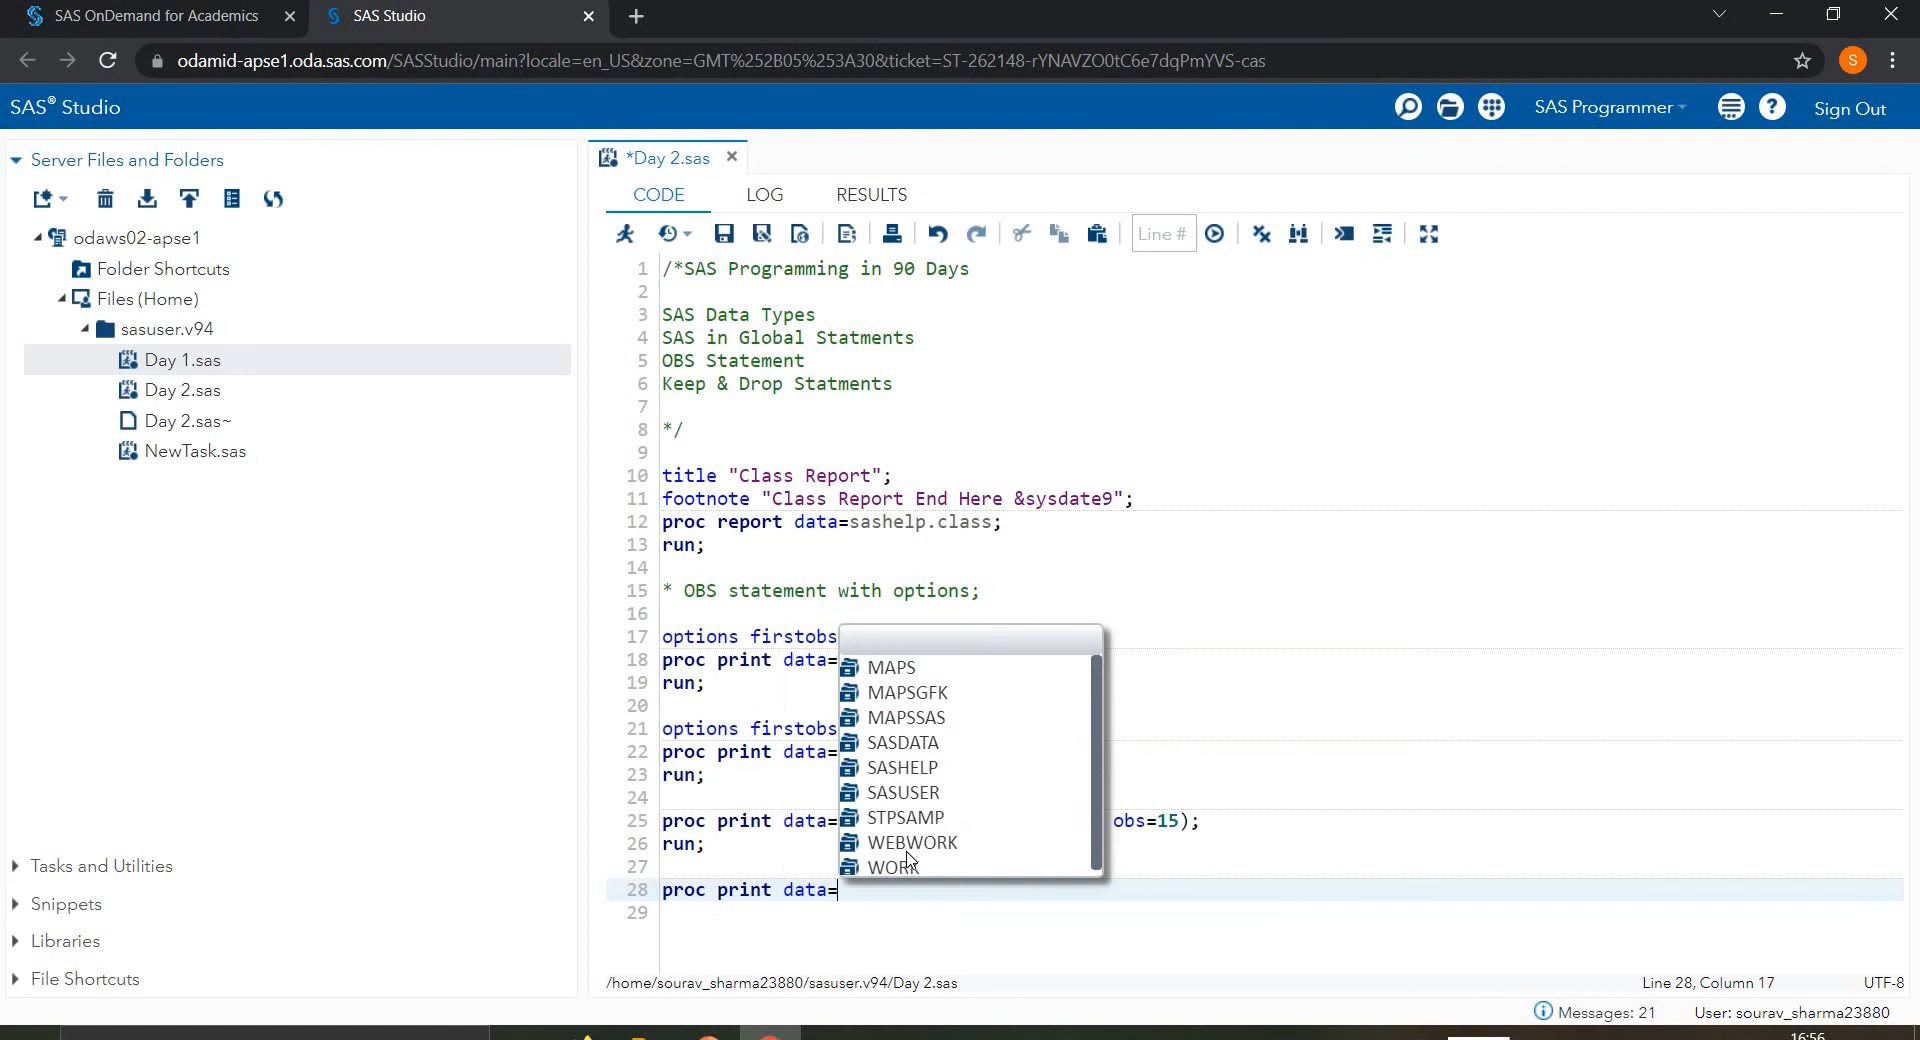 SAS OnDemand for Academics
SAS Studio
odamid-apse1.oda.sas.com/SASStudio/main?locale=en_US&zone=GMT%252B05%253A30&ticket=ST-262148-rYNAVZO0tC6e7dqPmYVS-cas
S
SAS® Studio
SAS Programmer
Sign Out
Server Files and Folders
odaws02-apse1
Folder Shortcuts
Files (Home)
sasuser.v94
Day 1.sas
Day 2.sas
Day 2.sas~
NewTask.sas
Tasks and Utilities
Snippets
Libraries
File Shortcuts
*Day 2.sas
CODE LOG RESULTS
Line #
1 /*SAS Programming in 90 Days
2
3 SAS Data Types
4 SAS in Global Statments
5 OBS Statement
6 Keep & Drop Statments
7
8 */
9
10 title "Class Report";
11 footnote "Class Report End Here &sysdate9";
12 proc report data=sashelp.class;
13 run;
14
15 * OBS statement with options;
16
17 options firstobs
18 proc print data=
19 run;
20
21 options firstobs
22 proc print data=
23 run;
24
25 proc print data= obs=15);
26 run;
27
28 proc print data=
29
MAPS
MAPSGFK
MAPSSAS
SASDATA
SASHELP
SASUSER
STPSAMP
WEBWORK
WORK
/home/sourav_sharma23880/sasuser.v94/Day 2.sas
Line 28, Column 17
UTF-8
Messages: 21
User: sourav_sharma23880
16:56